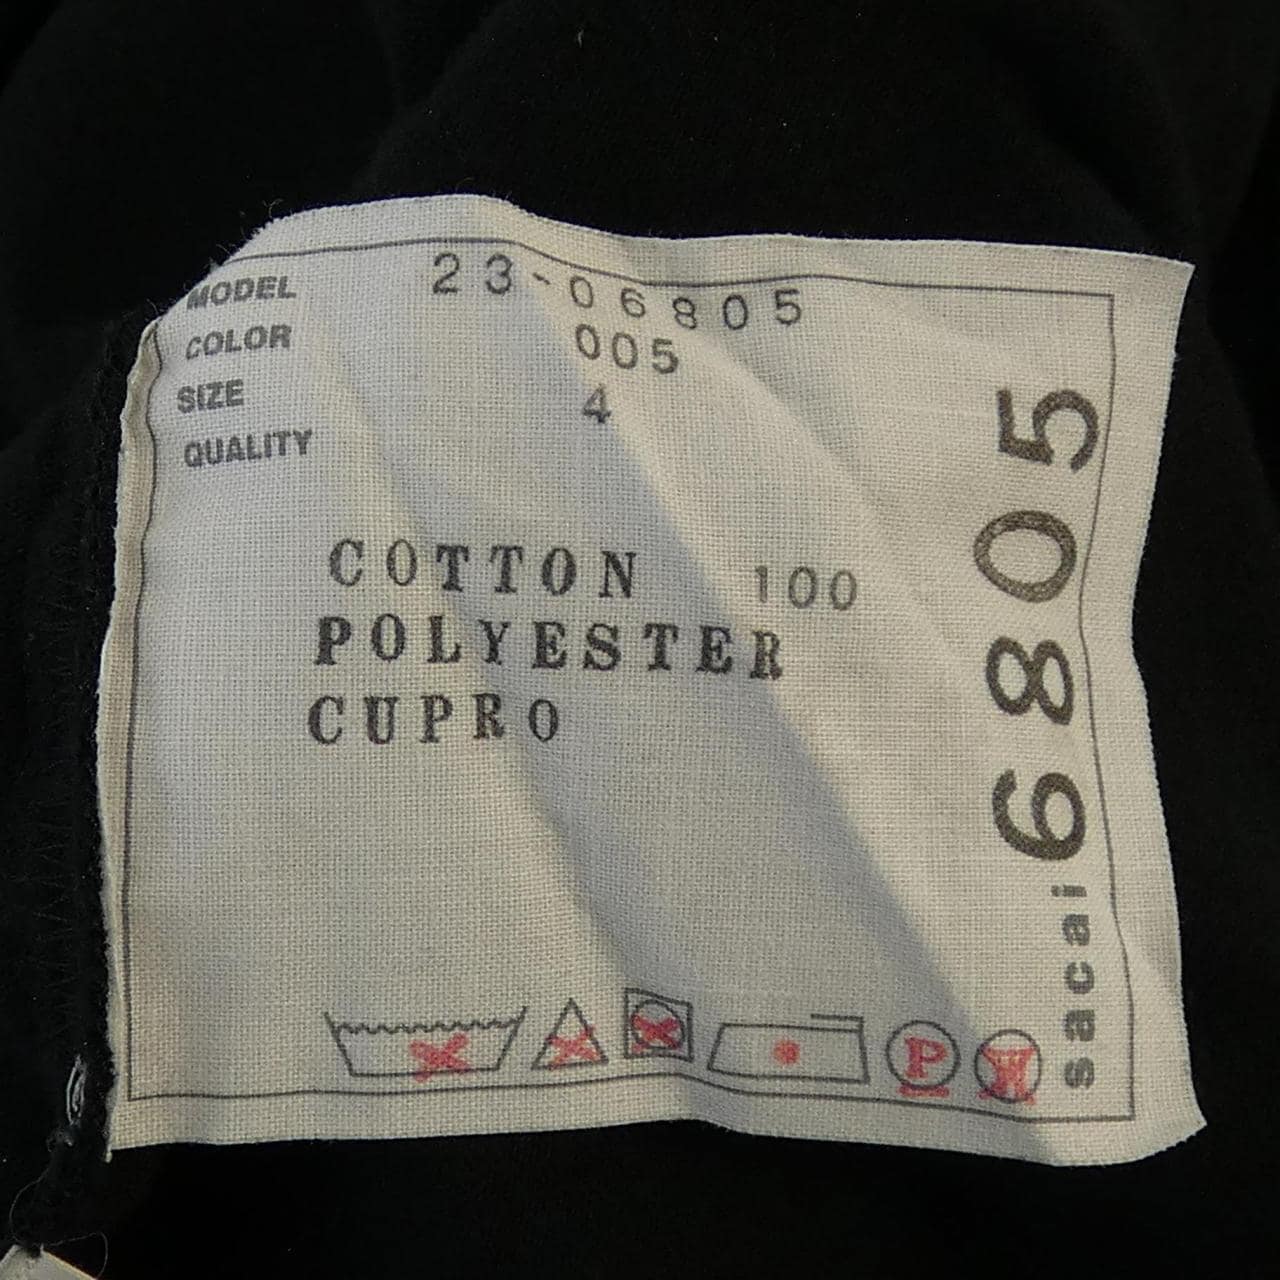 MODEL 23-06805
COLOR 005
SIZE 4
QUALITY
COTTON 100
POLYESTER
CUPRO
P
W
sacai 6805